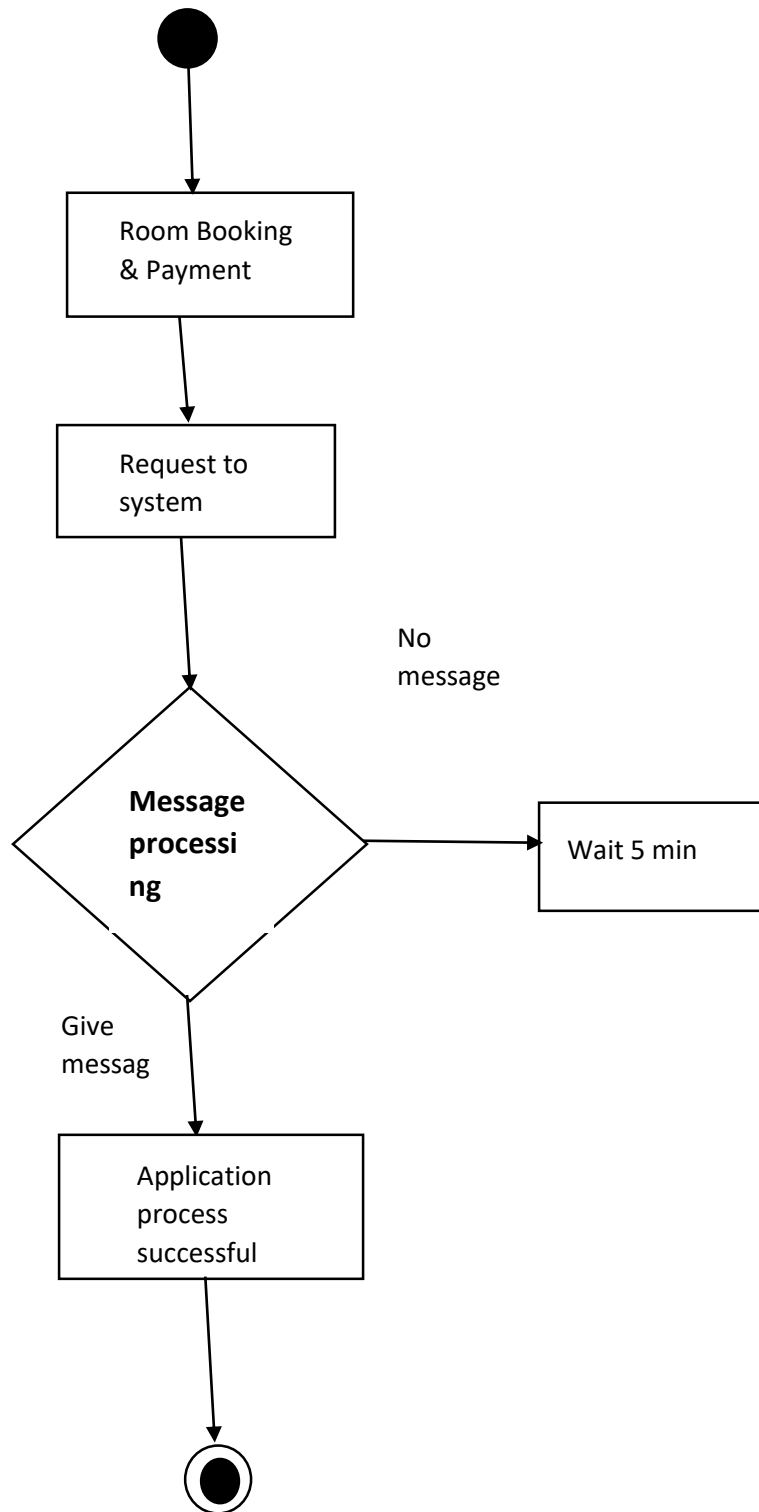 Room Booking
& Payment
Request to
system
No
message
Message
processi
ng
Wait 5 min
Give
messag
Application
process
successful